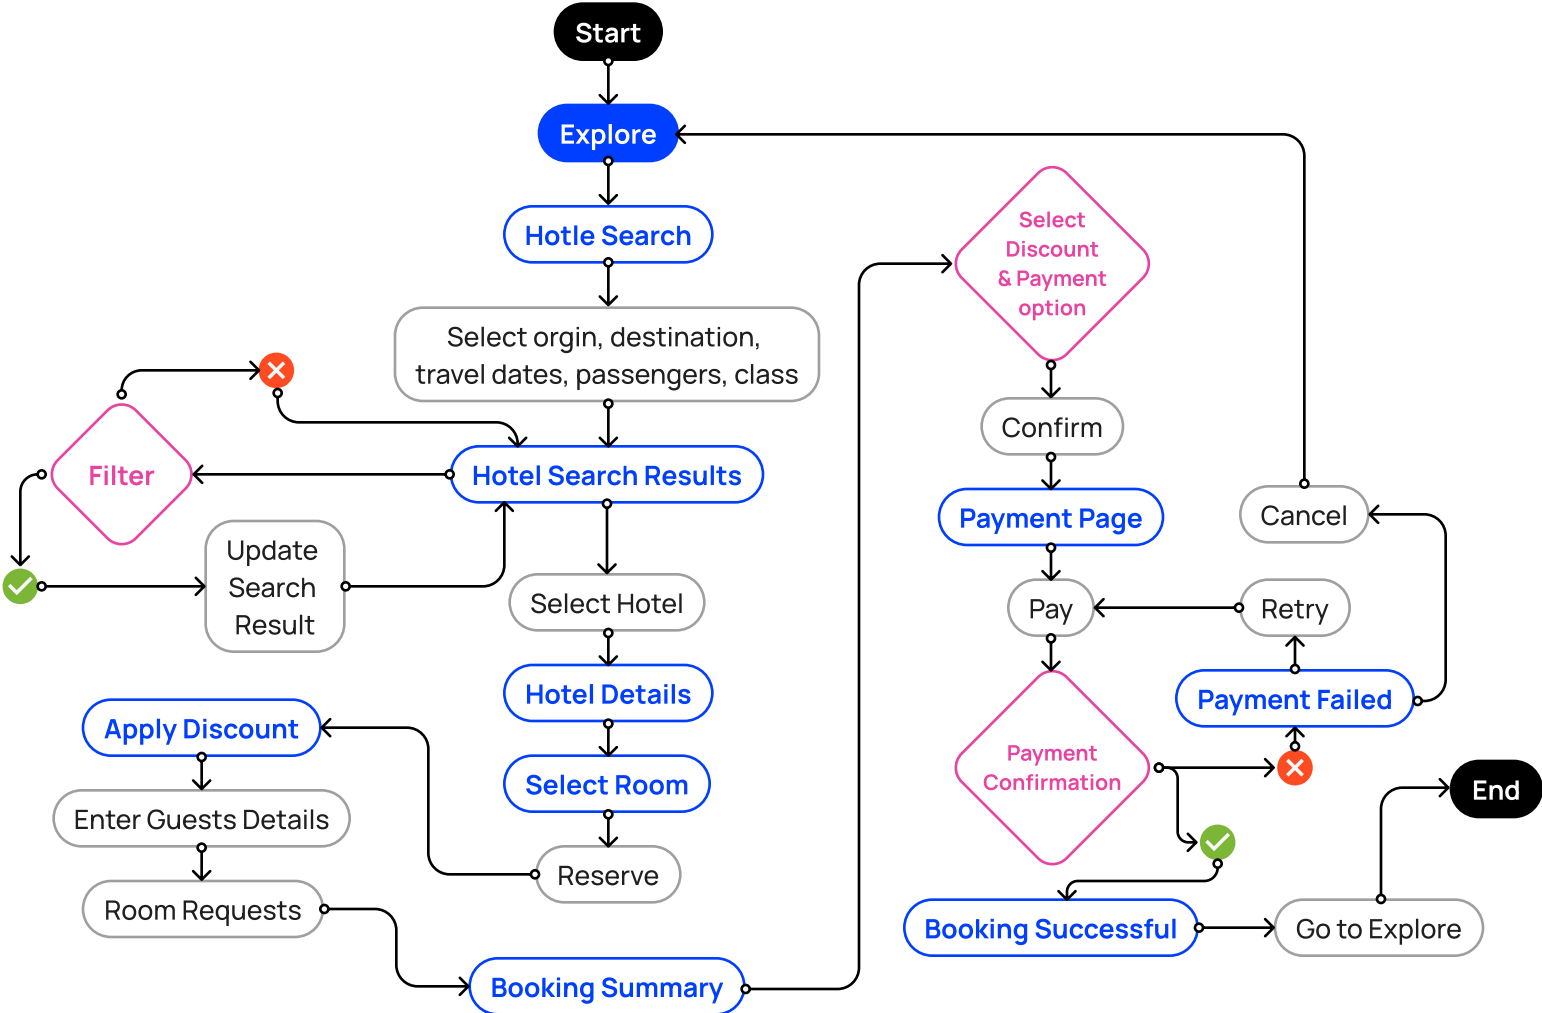 Start
Explore
Hotle Search
Select orgin, destination,
travel dates, passengers, class
Hotel Search Results
Filter
Update
Search
Result
Select Hotel
Hotel Details
Select Room
Reserve
Apply Discount
Enter Guests Details
Room Requests
Booking Summary
Select
Discount
& Payment
option
Confirm
Payment Page
Pay
Payment
Confirmation
Cancel
Retry
Payment Failed
Booking Successful
Go to Explore
End